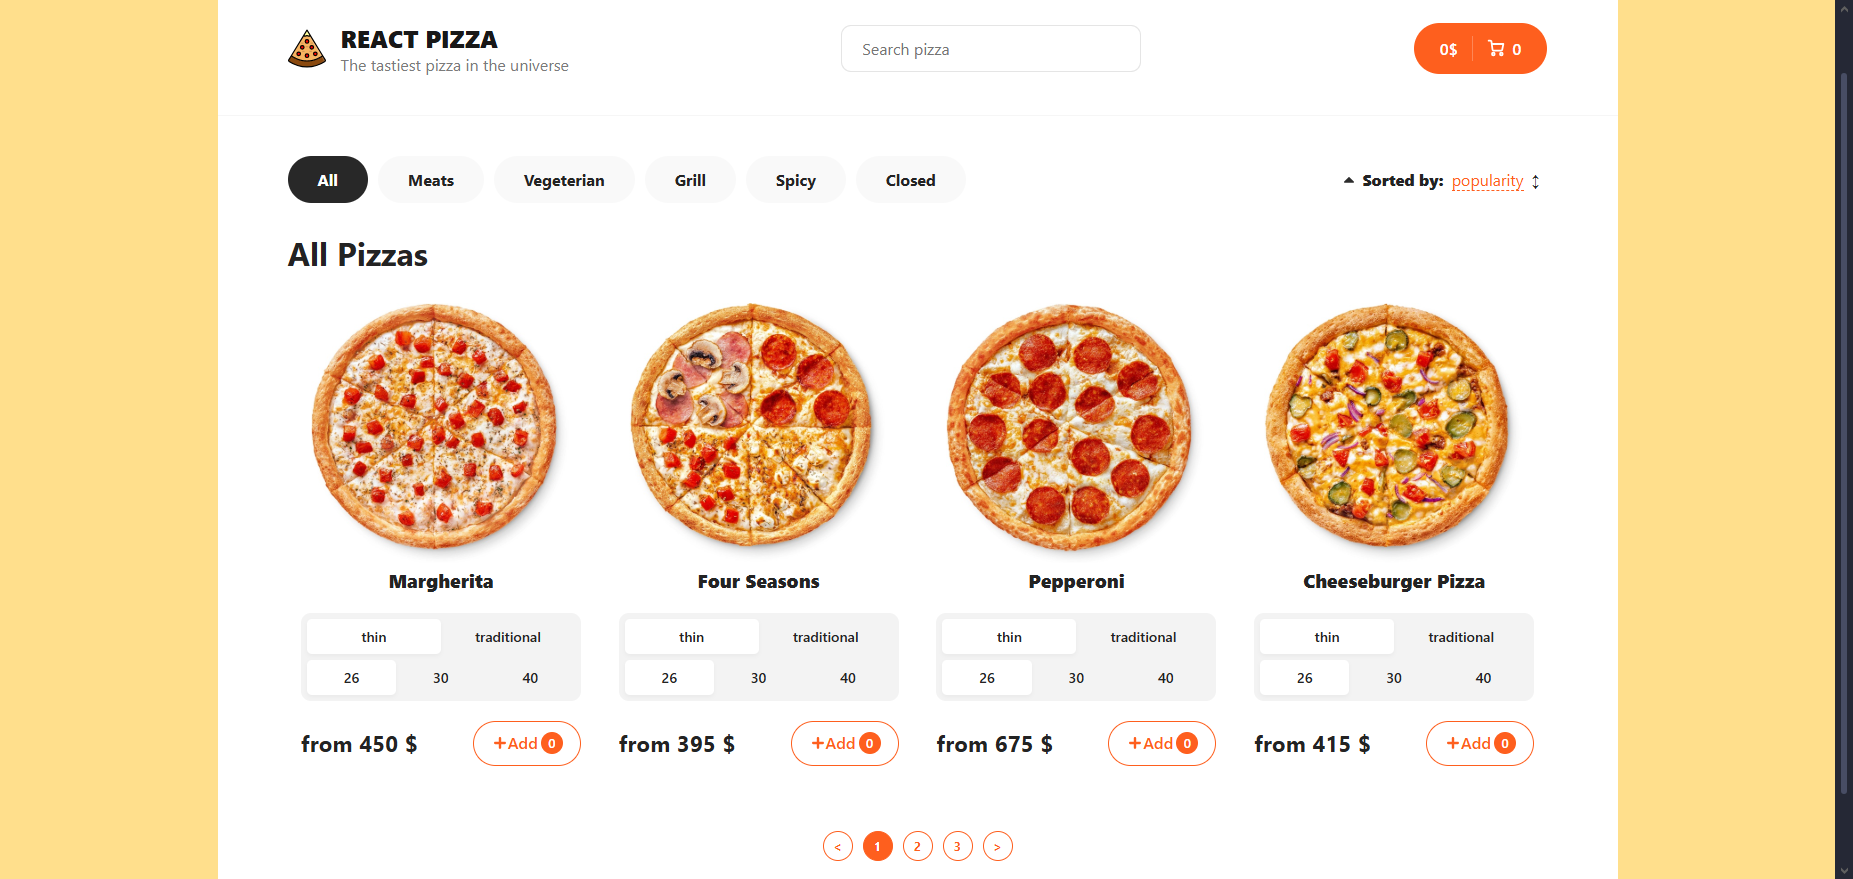 REACT PIZZA
The tastiest pizza in the universe
Search pizza
0$ 0
All Meats Vegeterian Grill Spicy Closed
Sorted by: popularity ↕
All Pizzas
Margherita Four Seasons Pepperoni Cheeseburger Pizza
thin traditional thin traditional thin traditional thin traditional
26 30 40 26 30 40 26 30 40 26 30 40
from 450 $ +Add 0 from 395 $ +Add 0 from 675 $ +Add 0 from 415 $ +Add 0
< 1 2 3 >